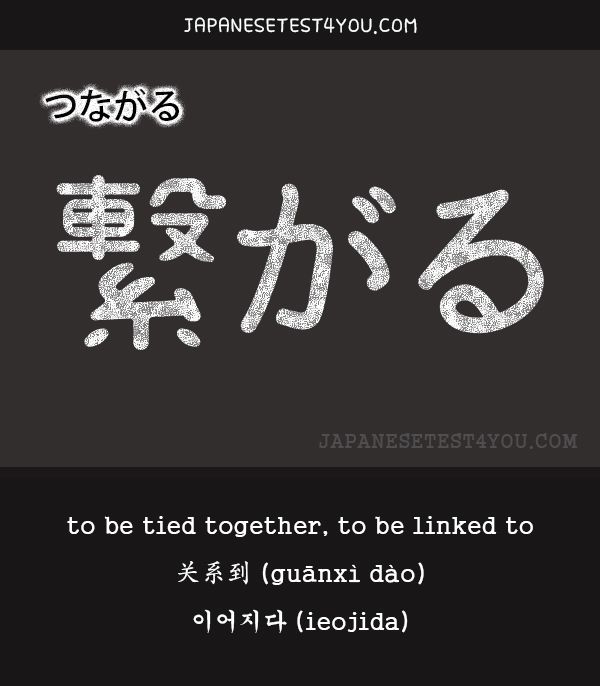 JAPANESETEST4YOU.COM
つながる
繋がる
JAPANESETEST4YOU.COM
to be tied together, to be linked to
关系到 (guānxì dào)
이어지다 (ieojida)